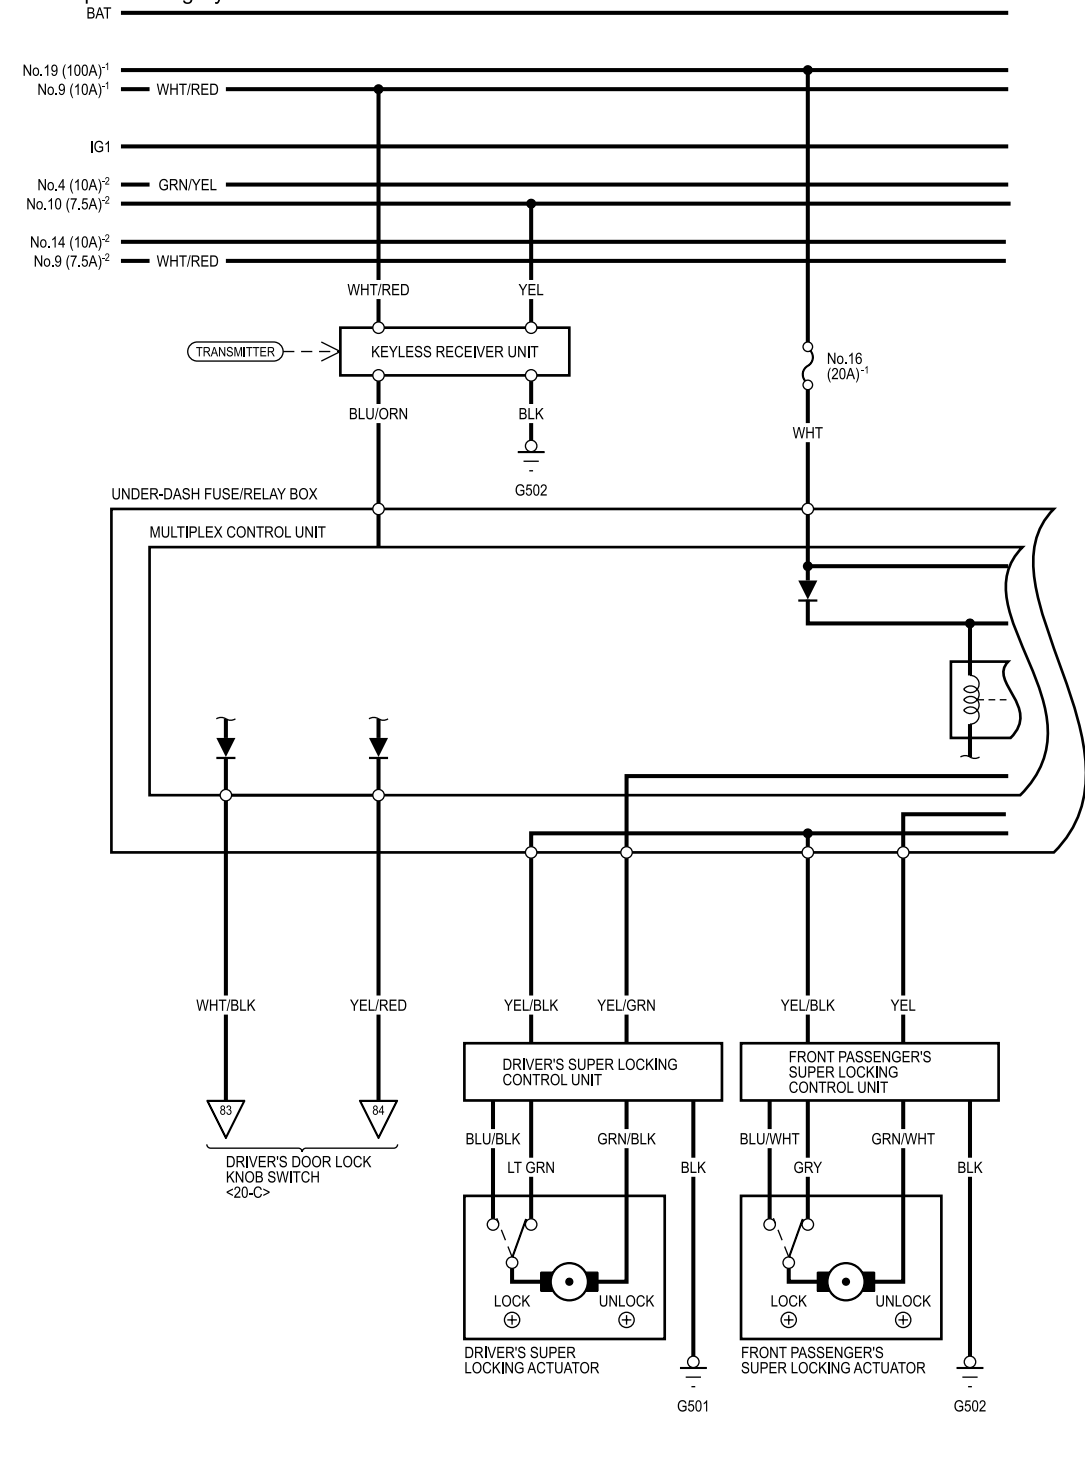 BAT
No.19 (100A)-1
No.9 (10A)-1 WHT/RED
IG1
No.4 (10A)-2 GRN/YEL
No.10 (7.5A)-2
No.14 (10A)-2
No.9 (7.5A)-2 WHT/RED
WHT/RED YEL
TRANSMITTER KEYLESS RECEIVER UNIT
No.16
(20A)-1
BLU/ORN BLK
WHT
G502
UNDER-DASH FUSE/RELAY BOX
MULTIPLEX CONTROL UNIT
WHT/BLK YEL/RED YEL/BLK YEL/GRN YEL/BLK YEL
DRIVER'S SUPER LOCKING
CONTROL UNIT
FRONT PASSENGER'S
SUPER LOCKING
CONTROL UNIT
83 84
BLU/BLK GRN/BLK BLU/WHT GRN/WHT
LT GRN BLK GRY BLK
DRIVER'S DOOR LOCK
KNOB SWITCH
<20-C>
LOCK UNLOCK LOCK UNLOCK
DRIVER'S SUPER
LOCKING ACTUATOR
FRONT PASSENGER'S
SUPER LOCKING ACTUATOR
G501 G502